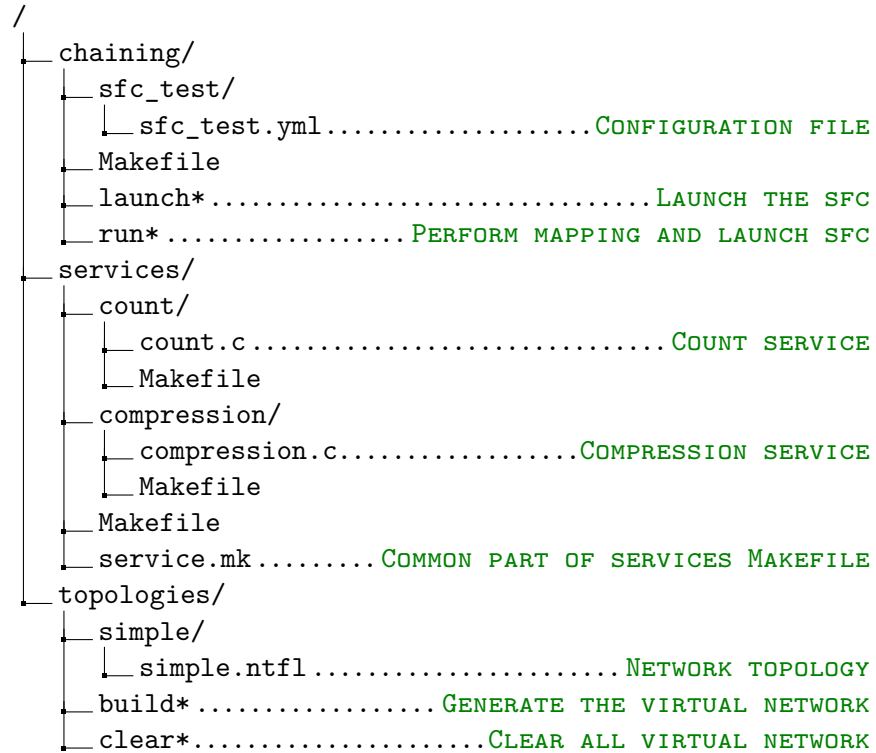 /
chaining/
sfc_test/
sfc_test.yml....................Configuration file
Makefile
launch*.................................Launch the sfc
run*..................Perform mapping and launch sfc
services/
count/
count.c...............................Count service
Makefile
compression/
compression.c..................Compression service
Makefile
Makefile
service.mk.........Common part of services Makefile
topologies/
simple/
simple.ntfl.......................Network topology
build*..................Generate the virtual network
clear*......................Clear all virtual network